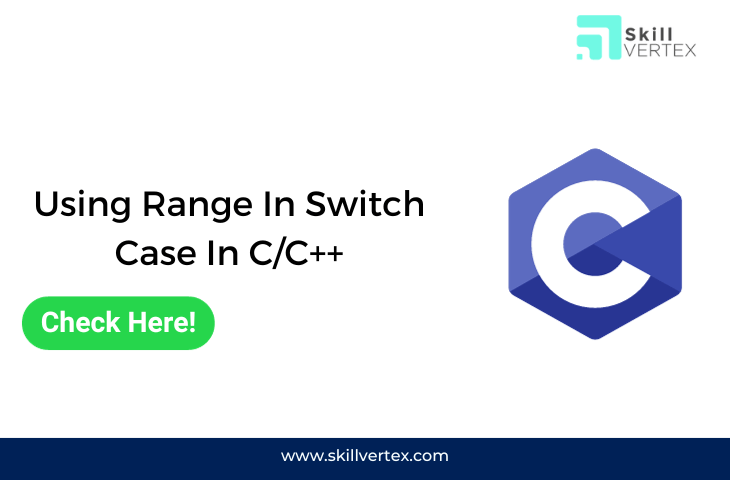 Skill
VERTEX
Using Range In Switch
Case In C/C++
Check Here!
www.skillvertex.com